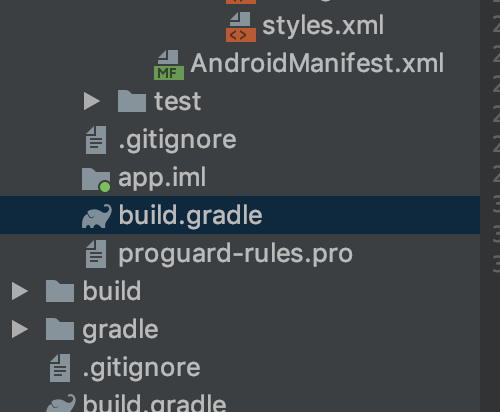 styles.xml
MF AndroidManifest.xml
test
.gitignore
app.iml
build.gradle
proguard-rules.pro
build
gradle
.gitignore
build.gradle